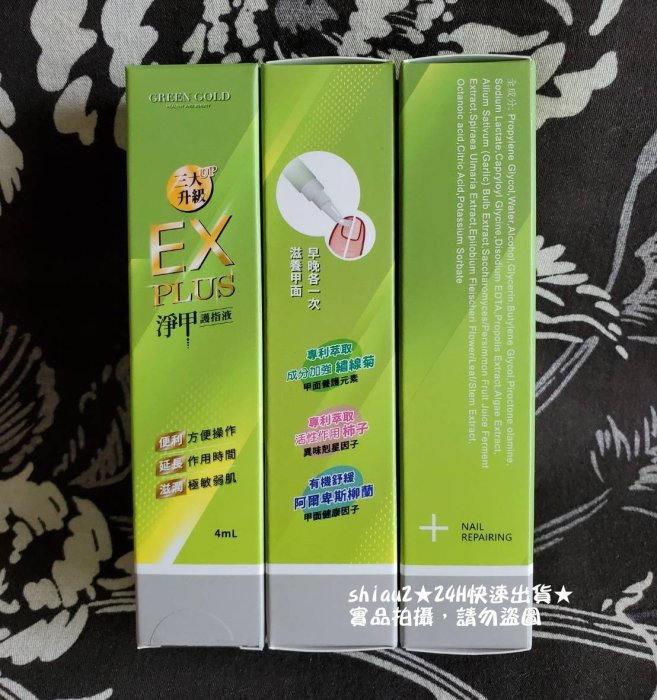 GREEN GOLD
HEALTHY AND BEAUTY
三大UP
升級
EX
PLUS
淨甲護指液
便利 方便操作
延長 作用時間
滋潤 極敏弱肌
4mL
早晚各一次
滋養甲面
專利萃取
成分加強 繡線菊
甲面養護元素
專利萃取
活性作用 柿子
異味剋星因子
有機舒緩
阿爾卑斯柳蘭
甲面健康因子
全成分: Propylene Glycol,Water,Alcohol,Glycerin,Butylene Glycol,Piroctone Olamine,
Sodium Lactate,Capryloyl Glycine,Disodium EDTA,Propolis Extract,Algae Extract,
Allium Sativum (Garlic) Bulb Extract,Saccharomyces/Persimmon Fruit Juice Ferment
Extract,Spiraea Ulmaria Extract,Epilobium Fleischeri Flower/Leaf/Stem Extract,
Octanoic acid,Citric Acid,Potassium Sorbate
NAIL
REPAIRING
shiau2★24H快速出貨★
實品拍攝，請勿盜圖